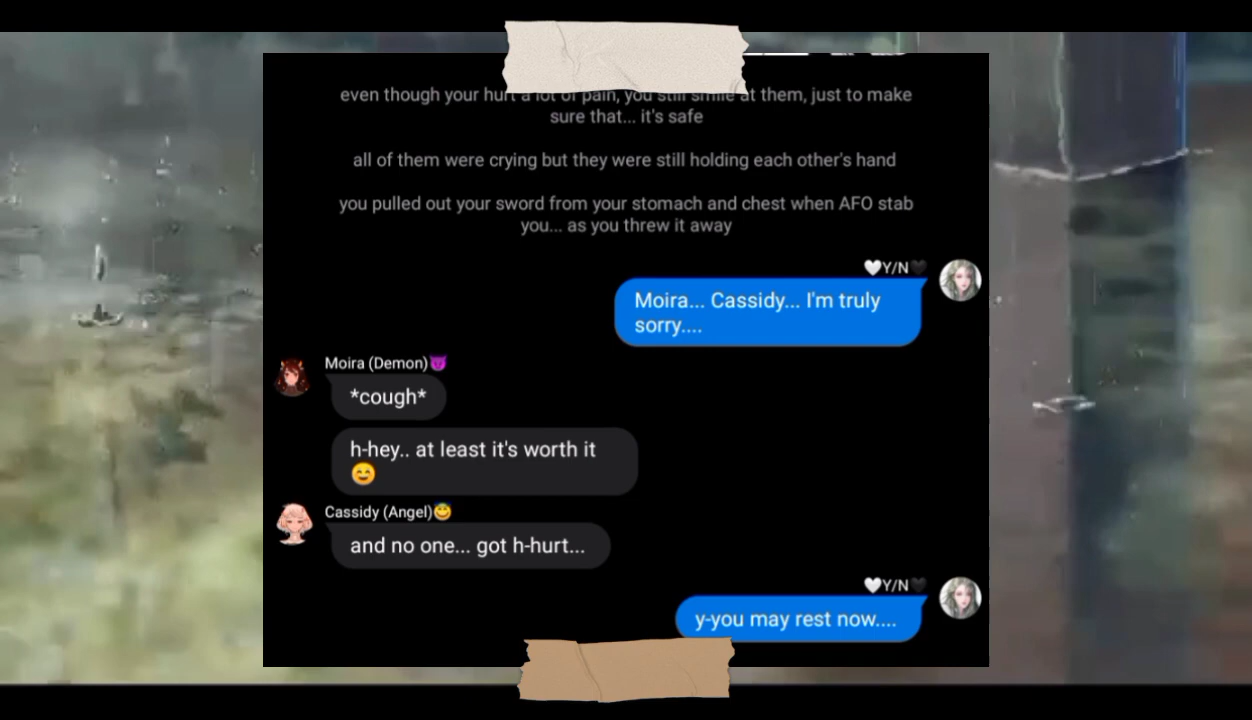 even though your hurt a lot of pain, you still smile at them, just to make
sure that... it's safe
all of them were crying but they were still holding each other's hand
you pulled out your sword from your stomach and chest when AFO stab
you... as you threw it away
🤍Y/N🖤
Moira... Cassidy... I'm truly
sorry....
Moira (Demon)😈
*cough*
h-hey.. at least it's worth it
😊
Cassidy (Angel)😇
and no one... got h-hurt...
🤍Y/N🖤
y-you may rest now....